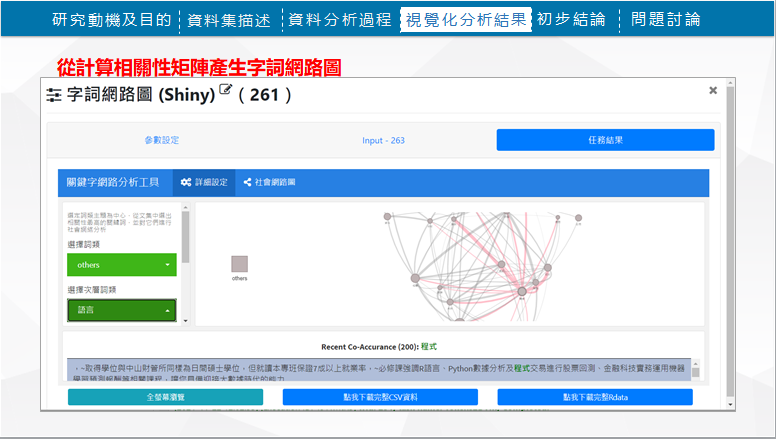 研究動機及目的
資料集描述
資料分析過程
視覺化分析結果
初步結論
問題討論
從計算相關性矩陣產生字詞網路圖
字詞網路圖 (Shiny) ( 261 )
參數設定
Input - 263
任務結果
關鍵字網路分析工具
詳細設定
社會網路圖
選擇詞類
others
選擇次層詞類
語言
others
Recent Co-Accurance (200): 程式
,~取得學位與中山財管所同樣為日間碩士學位，但就讀本專班保證7成以上就業率，~必修課強調R語言、Python數據分析及程式交易進行股票回測、金融科技實務運用機器
全螢幕瀏覽
點我下載完整CSV資料
點我下載完整Rdata